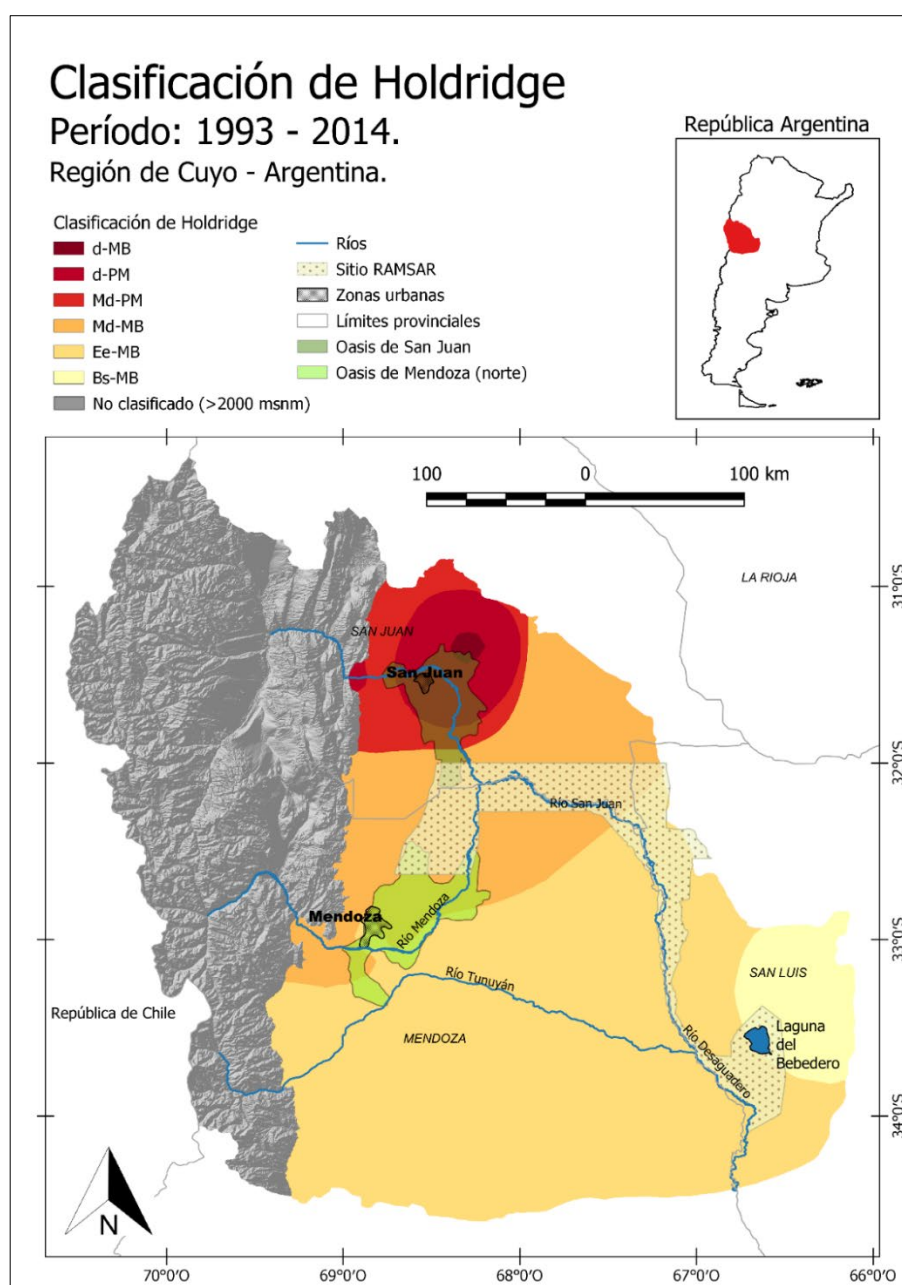 Clasificación de Holdridge
Período: 1993 - 2014.
Región de Cuyo - Argentina.
República Argentina
Clasificación de Holdridge
d-MB
d-PM
Md-PM
Md-MB
Ee-MB
Bs-MB
No clasificado (>2000 msnm)
Ríos
Sitio RAMSAR
Zonas urbanas
Límites provinciales
Oasis de San Juan
Oasis de Mendoza (norte)
100 0 100 km
LA RIOJA
31°0'S
SAN JUAN
San Juan
32°0'S
Río San Juan
Mendoza
Río Mendoza
33°0'S
SAN LUIS
Río Tunuyán
República de Chile
MENDOZA
Río Desaguadero
Laguna
del
Bebedero
34°0'S
N
70°0'O 69°0'O 68°0'O 67°0'O 66°0'O